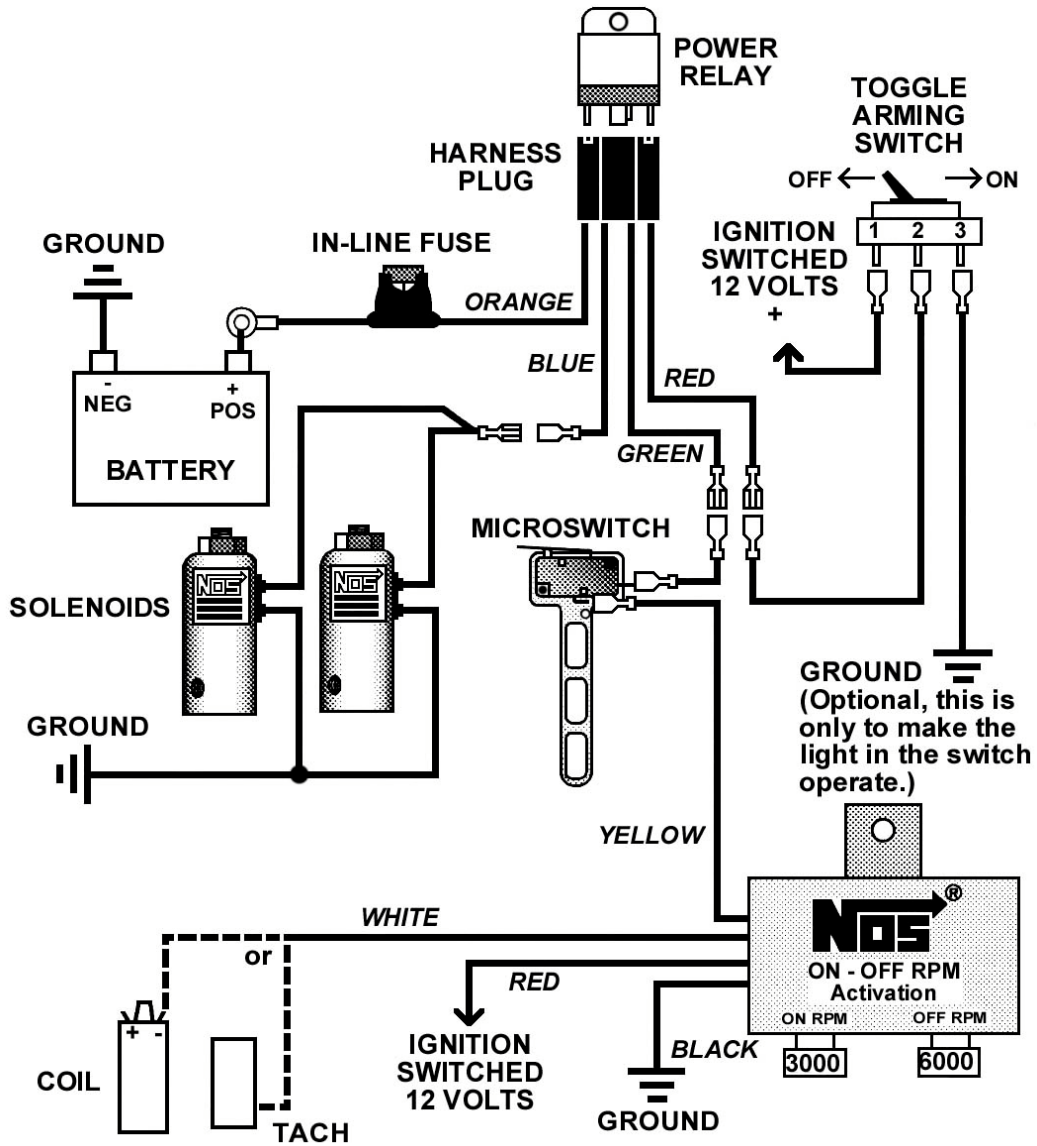 POWER
RELAY
TOGGLE
ARMING
SWITCH
HARNESS
PLUG
OFF
ON
1 2 3
GROUND
IN-LINE FUSE
IGNITION
SWITCHED
12 VOLTS
+
ORANGE
BLUE
RED
-
NEG
+
POS
BATTERY
GREEN
MICROSWITCH
NOS
NOS
SOLENOIDS
GROUND
GROUND
(Optional, this is
only to make the
light in the switch
operate.)
YELLOW
NOS®
WHITE
or
ON - OFF RPM
Activation
RED
ON RPM
OFF RPM
+ -
IGNITION
SWITCHED
12 VOLTS
BLACK
3000
6000
COIL
GROUND
TACH